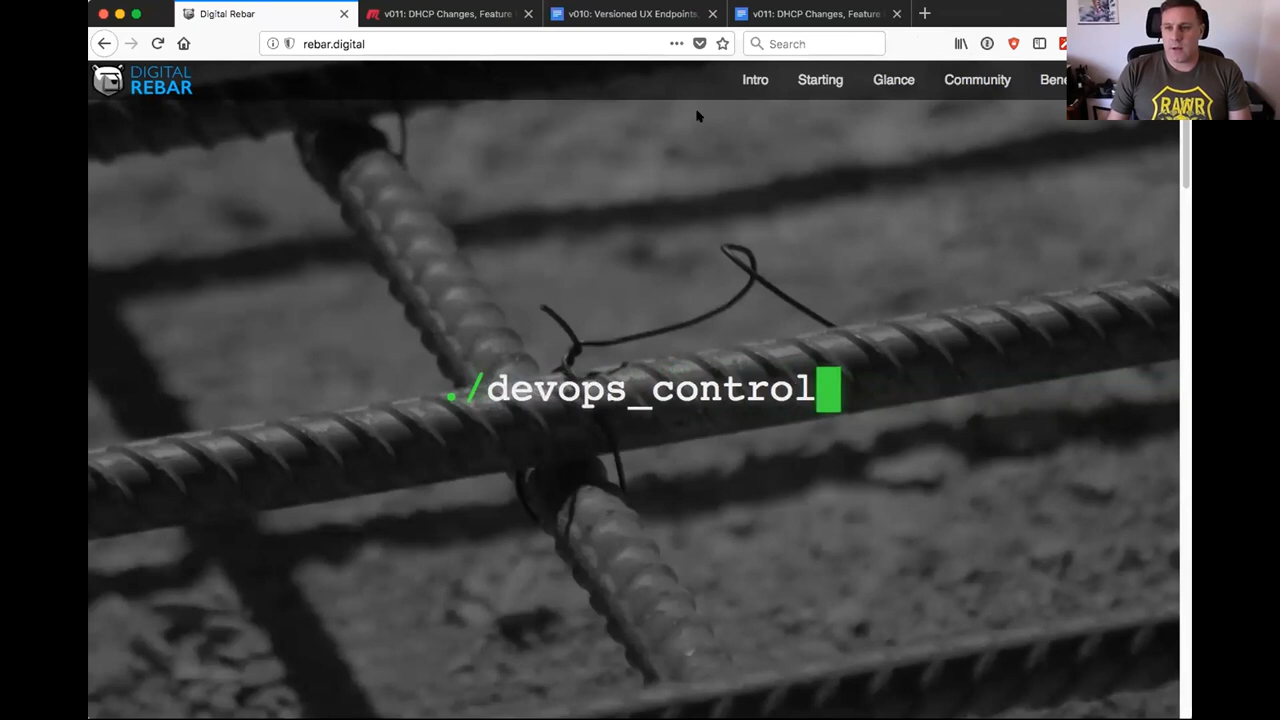 Digital Rebar
v011: DHCP Changes, Feature
v010: Versioned UX Endpoints,
v011: DHCP Changes, Feature
rebar.digital
Search
DIGITAL
REBAR
Intro
Starting
Glance
Community
Bene
RAWR
./devops_control